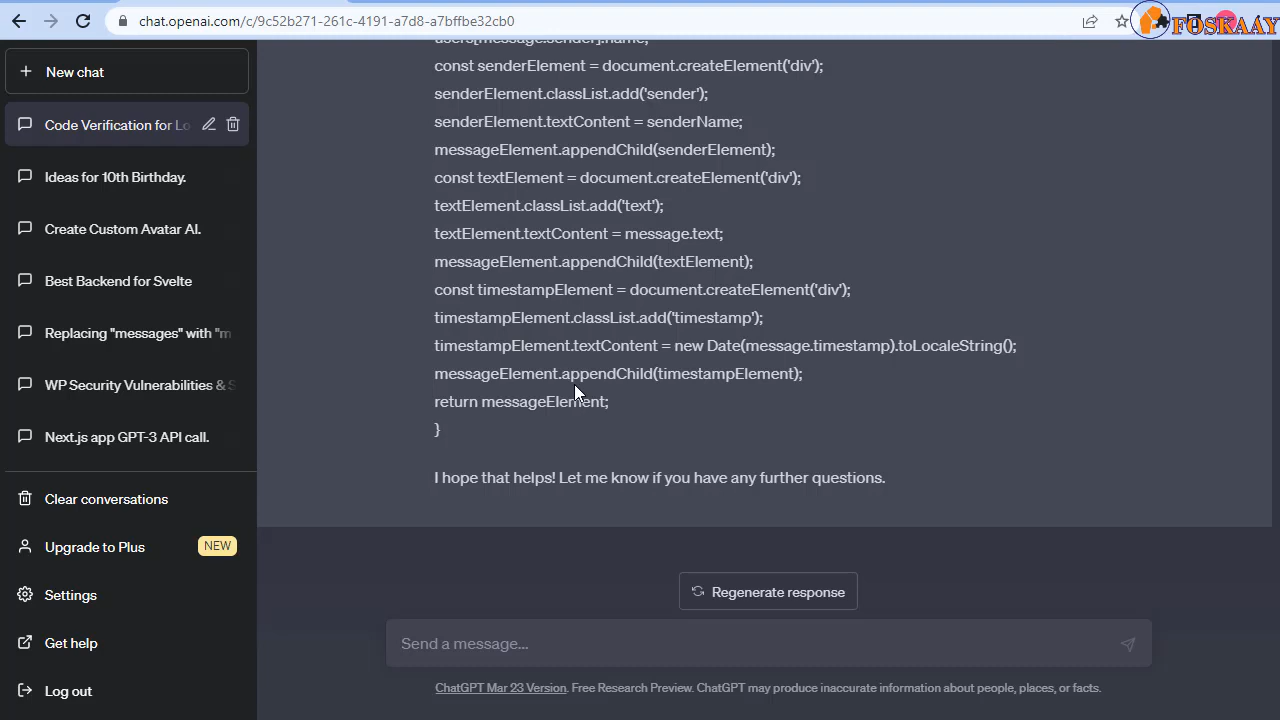 chat.openai.com/c/9c52b271-261c-4191-a7d8-a7bffbe32cb0
FOSKAAY
New chat
Code Verification for Lo
Ideas for 10th Birthday.
Create Custom Avatar AI.
Best Backend for Svelte
Replacing "messages" with "m
WP Security Vulnerabilities & S
Next.js app GPT-3 API call.
Clear conversations
Upgrade to Plus NEW
Settings
Get help
Log out
users[message.sender].name;
const senderElement = document.createElement('div');
senderElement.classList.add('sender');
senderElement.textContent = senderName;
messageElement.appendChild(senderElement);
const textElement = document.createElement('div');
textElement.classList.add('text');
textElement.textContent = message.text;
messageElement.appendChild(textElement);
const timestampElement = document.createElement('div');
timestampElement.classList.add('timestamp');
timestampElement.textContent = new Date(message.timestamp).toLocaleString();
messageElement.appendChild(timestampElement);
return messageElement;
}
I hope that helps! Let me know if you have any further questions.
Regenerate response
Send a message...
ChatGPT Mar 23 Version. Free Research Preview. ChatGPT may produce inaccurate information about people, places, or facts.